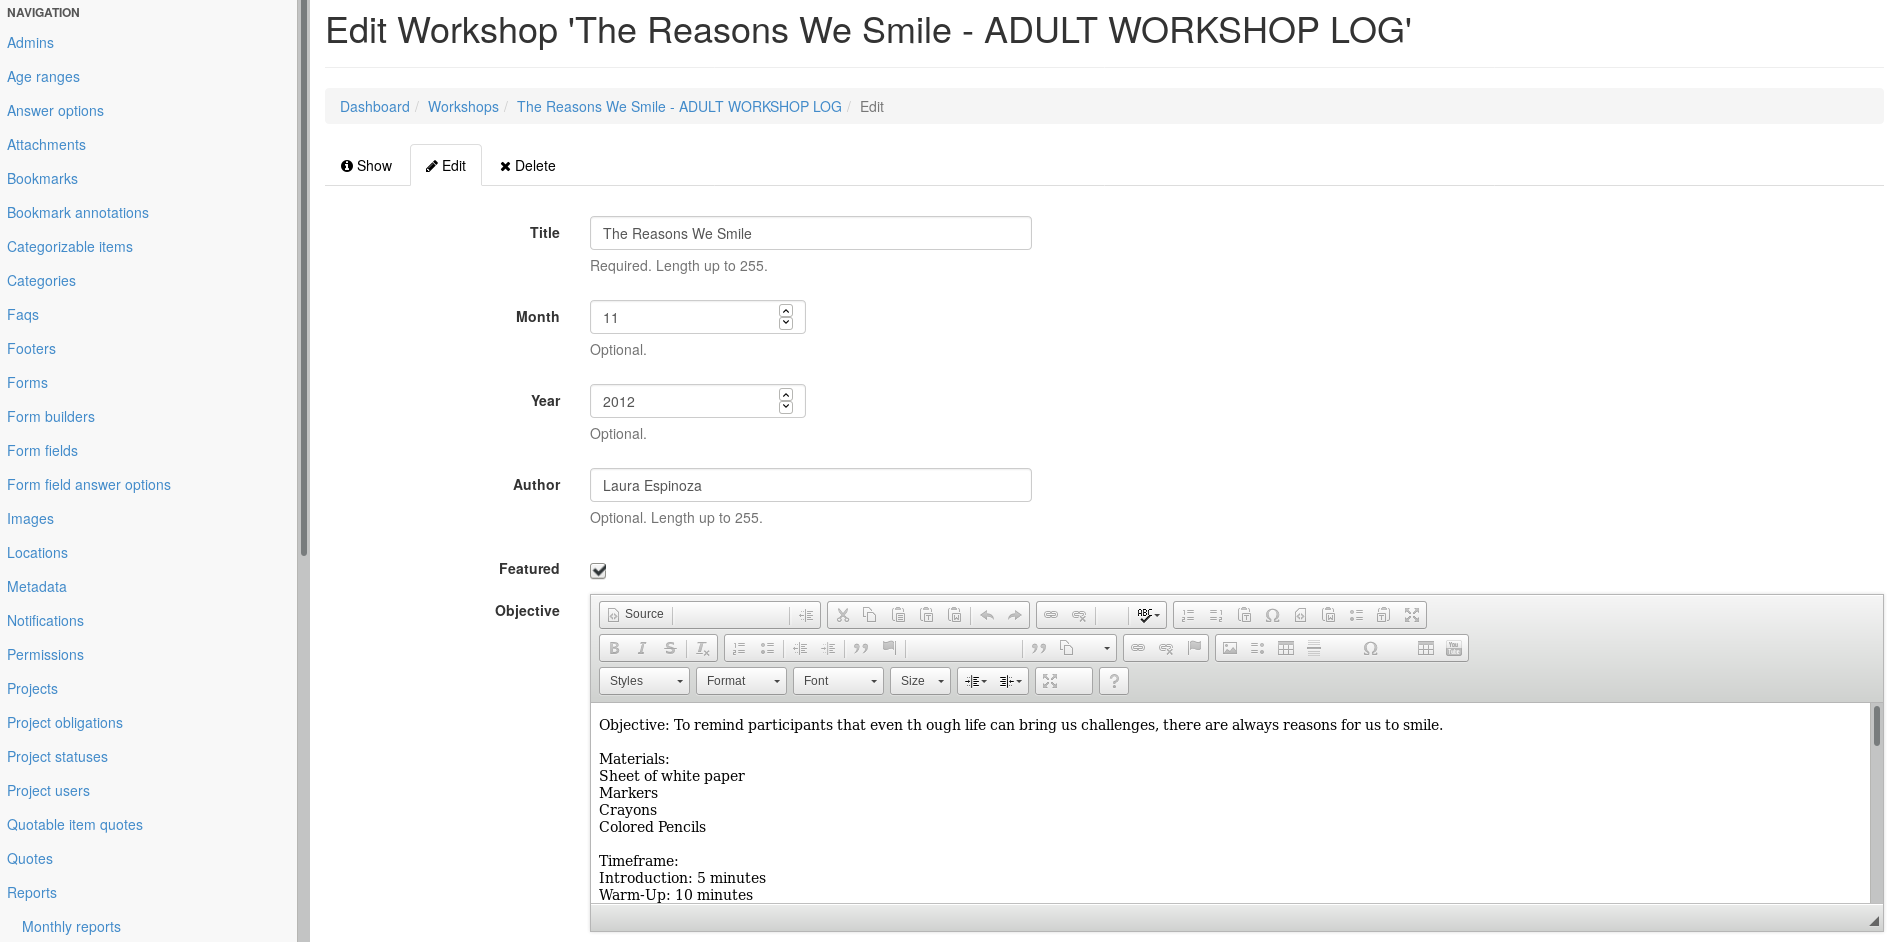 NAVIGATION
Admins
Age ranges
Answer options
Attachments
Bookmarks
Bookmark annotations
Categorizable items
Categories
Faqs
Footers
Forms
Form builders
Form fields
Form field answer options
Images
Locations
Metadata
Notifications
Permissions
Projects
Project obligations
Project statuses
Project users
Quotable item quotes
Quotes
Reports
Monthly reports
Edit Workshop 'The Reasons We Smile - ADULT WORKSHOP LOG'
Dashboard / Workshops / The Reasons We Smile - ADULT WORKSHOP LOG / Edit
Show Edit Delete
Title The Reasons We Smile
Required. Length up to 255.
Month 11
Optional.
Year 2012
Optional.
Author Laura Espinoza
Optional. Length up to 255.
Featured
Objective
Source ABC
B I S Tx
Styles Format Font Size ?
Objective: To remind participants that even th ough life can bring us challenges, there are always reasons for us to smile.
Materials:
Sheet of white paper
Markers
Crayons
Colored Pencils
Timeframe:
Introduction: 5 minutes
Warm-Up: 10 minutes